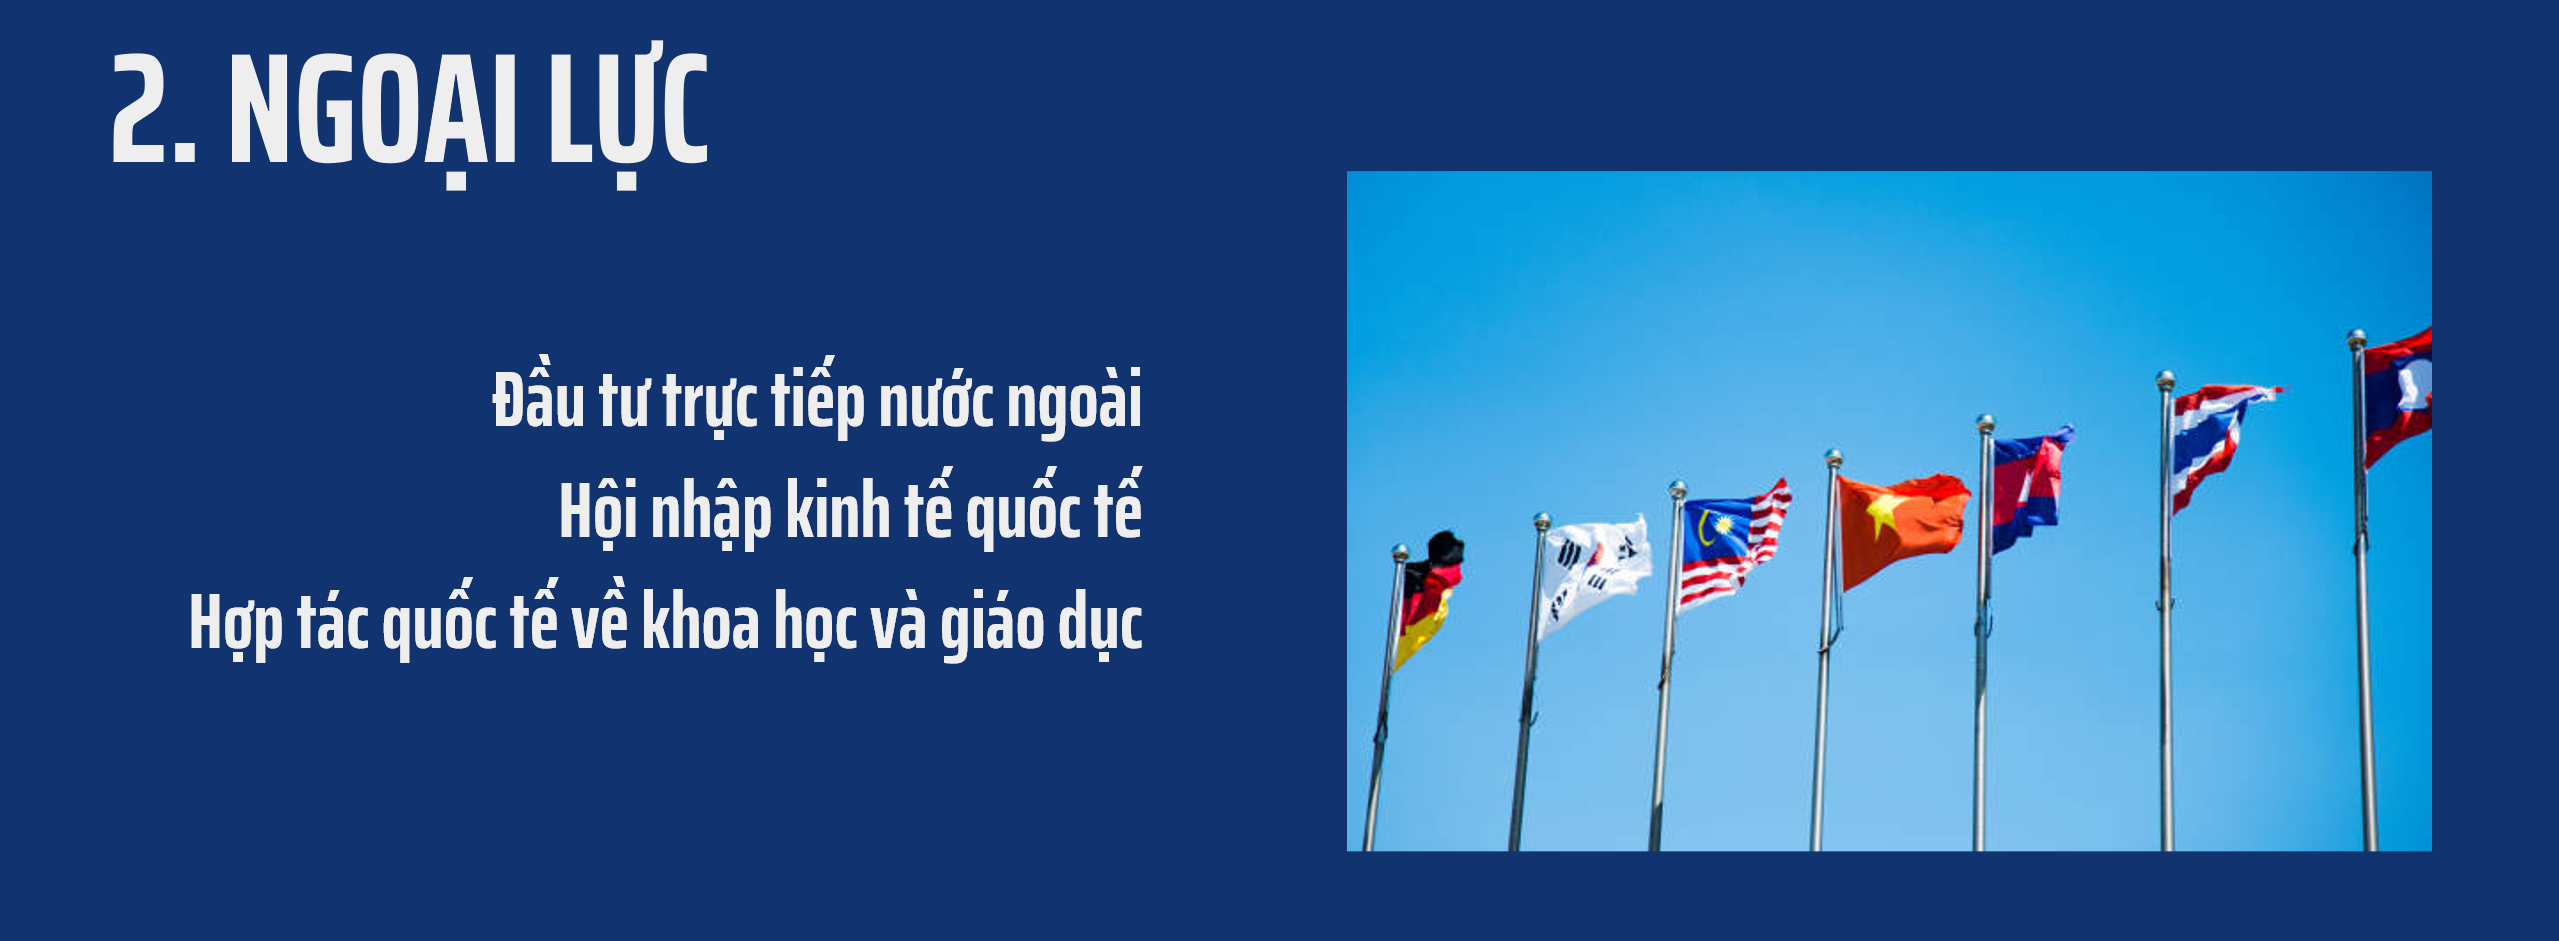 2. NGOẠI LỰC
Đầu tư trực tiếp nước ngoài
Hội nhập kinh tế quốc tế
Hợp tác quốc tế về khoa học và giáo dục